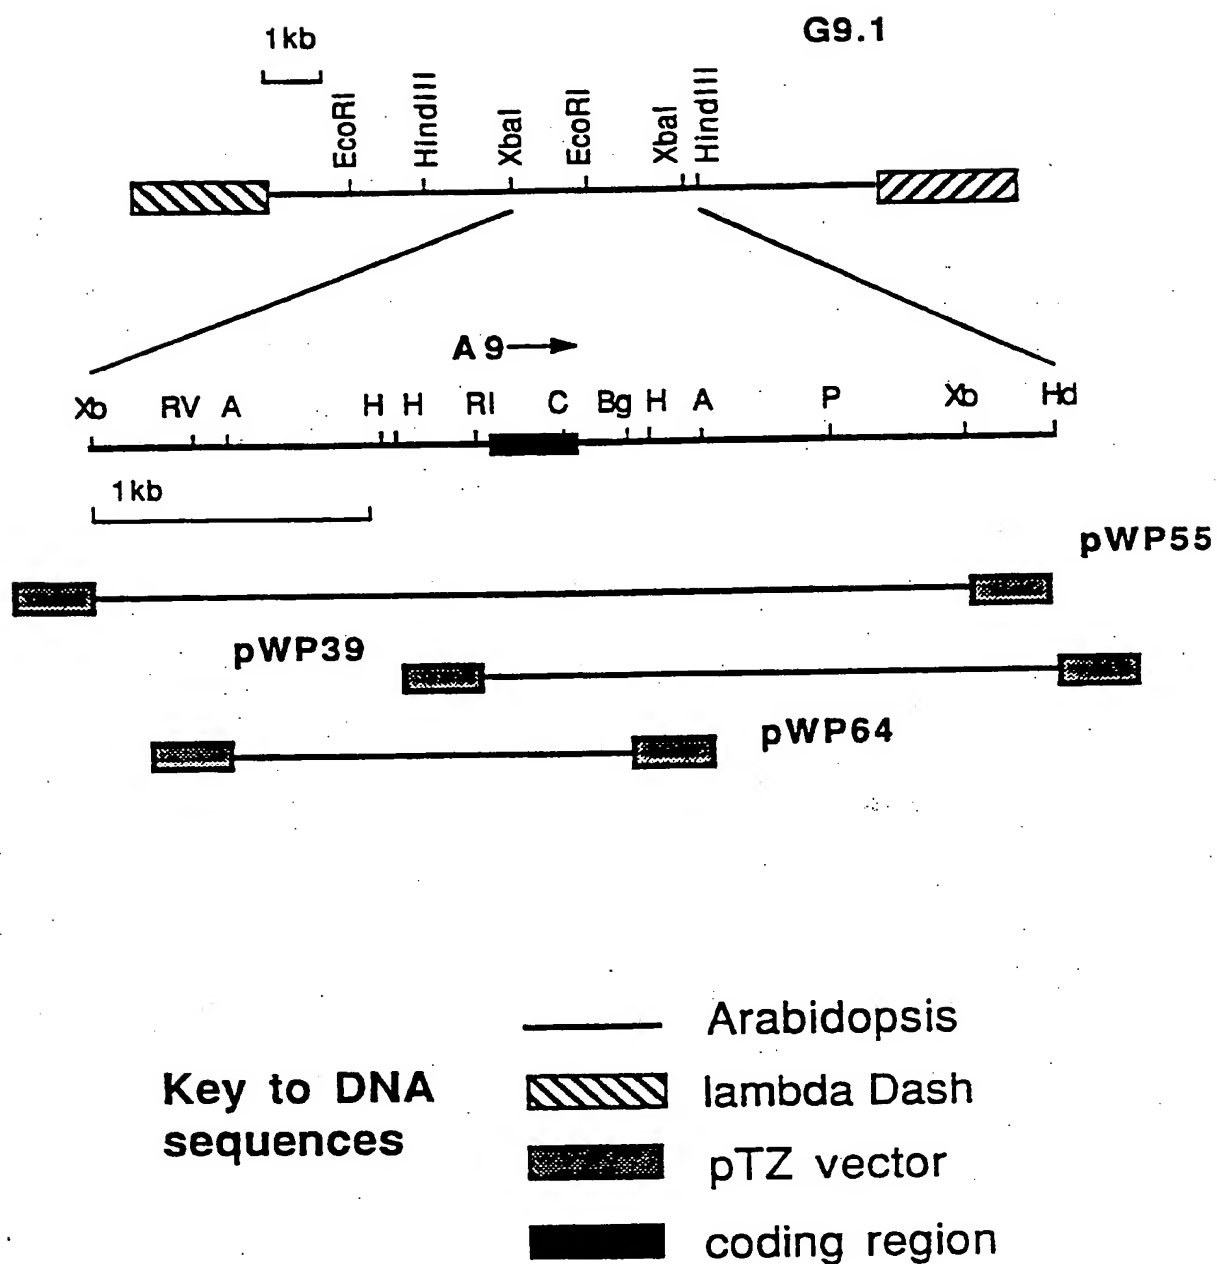 1kb
G9.1
EcoRI
HindIII
XbaI
EcoRI
XbaI
HindIII
A9
Xb RV A H H RI C Bg H A P Xb Hd
1kb
pWP55
pWP39
pWP64
Key to DNA
sequences
Arabidopsis
lambda Dash
pTZ vector
coding region